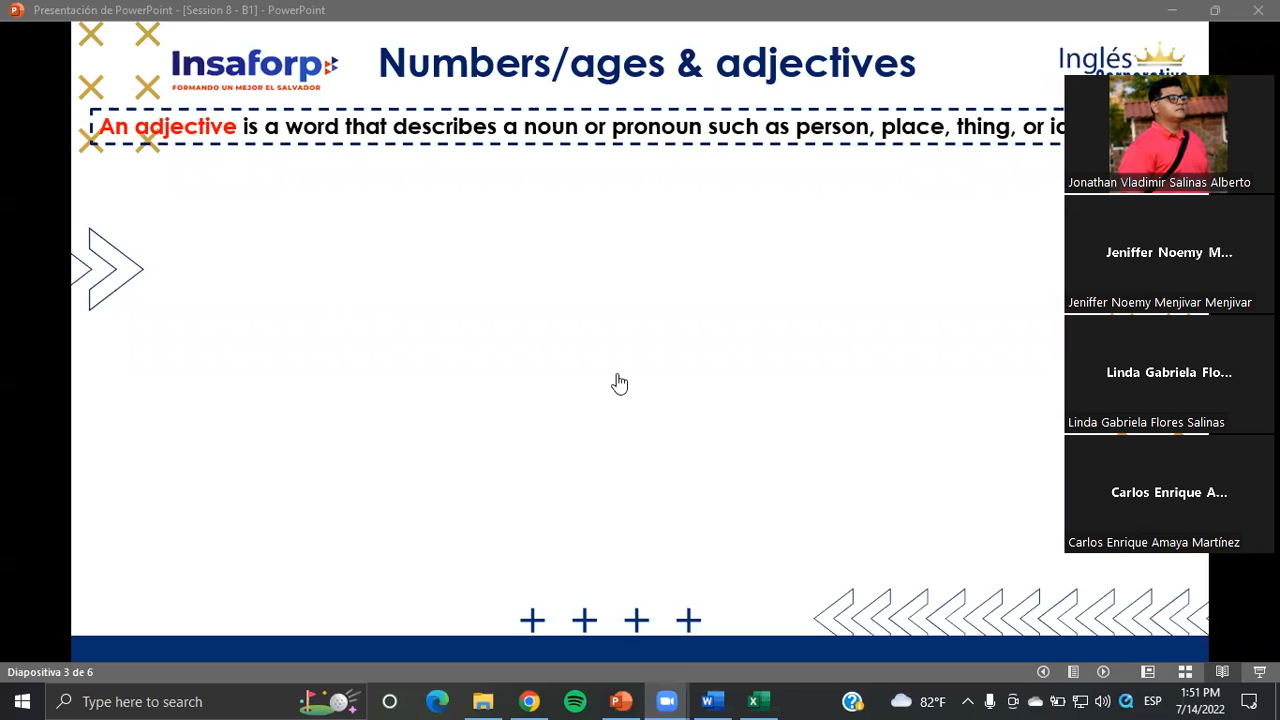 Presentación de PowerPoint - [Session 8 - B1] - PowerPoint
Insaforp
FORMANDO UN MEJOR EL SALVADOR
Numbers/ages & adjectives
Inglés
An adjective is a word that describes a noun or pronoun such as person, place, thing, or
Jonathan Vladimir Salinas Alberto
Jeniffer Noemy M...
Jeniffer Noemy Menjivar Menjivar
Linda Gabriela Flo...
Linda Gabriela Flores Salinas
Carlos Enrique A...
Carlos Enrique Amaya Martínez
Diapositiva 3 de 6
Type here to search
82°F
ESP
1:51 PM
7/14/2022